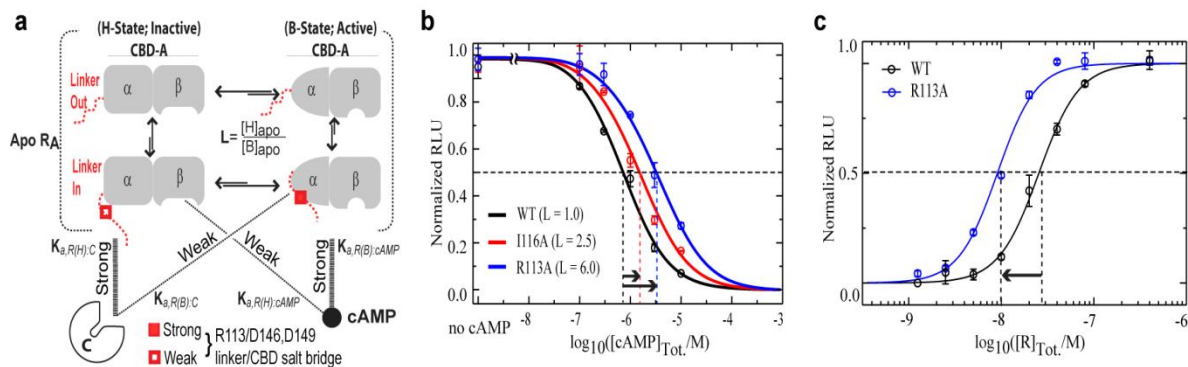 a
(H-State; Inactive)
CBD-A
(B-State; Active)
CBD-A
Linker
Out
α
β
α
β
Apo RA
L= [H]apo
[B]apo
Linker
In
α
β
α
β
Ka,R(H):C
Strong
Weak
Weak
Strong
Ka,R(B):cAMP
Ka,R(B):C
Ka,R(H):cAMP
C
cAMP
Strong
Weak
} R113/D146,D149
linker/CBD salt bridge
b
Normalized RLU
1.0
0.8
0.6
0.4
0.2
0.0
WT (L = 1.0)
I116A (L = 2.5)
R113A (L = 6.0)
no cAMP
-8
-7
-6
-5
-4
-3
log10([cAMP]Tot./M)
c
Normalized RLU
1.0
0.5
0.0
WT
R113A
-9
-8
-7
-6
log10([R]Tot./M)